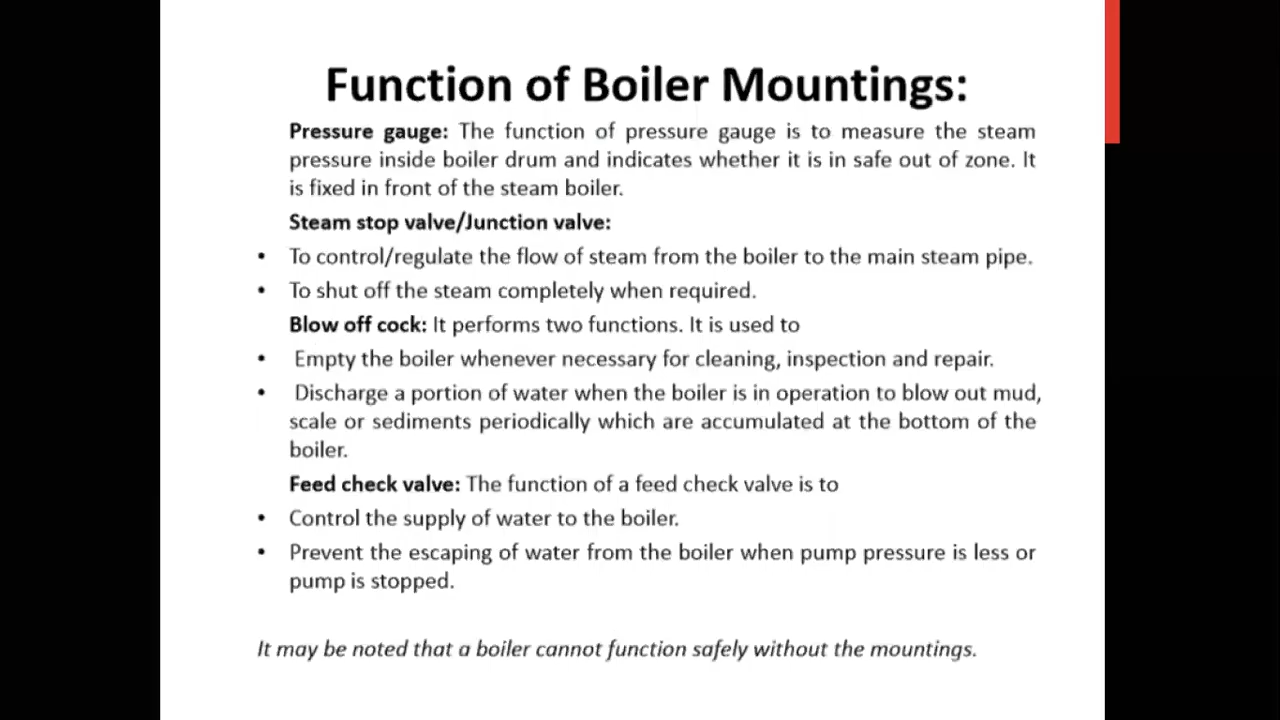 Function of Boiler Mountings:
Pressure gauge: The function of pressure gauge is to measure the steam
pressure inside boiler drum and indicates whether it is in safe out of zone. It
is fixed in front of the steam boiler.
Steam stop valve/Junction valve:
• To control/regulate the flow of steam from the boiler to the main steam pipe.
• To shut off the steam completely when required.
Blow off cock: It performs two functions. It is used to
• Empty the boiler whenever necessary for cleaning, inspection and repair.
• Discharge a portion of water when the boiler is in operation to blow out mud,
scale or sediments periodically which are accumulated at the bottom of the
boiler.
Feed check valve: The function of a feed check valve is to
• Control the supply of water to the boiler.
• Prevent the escaping of water from the boiler when pump pressure is less or
pump is stopped.
It may be noted that a boiler cannot function safely without the mountings.